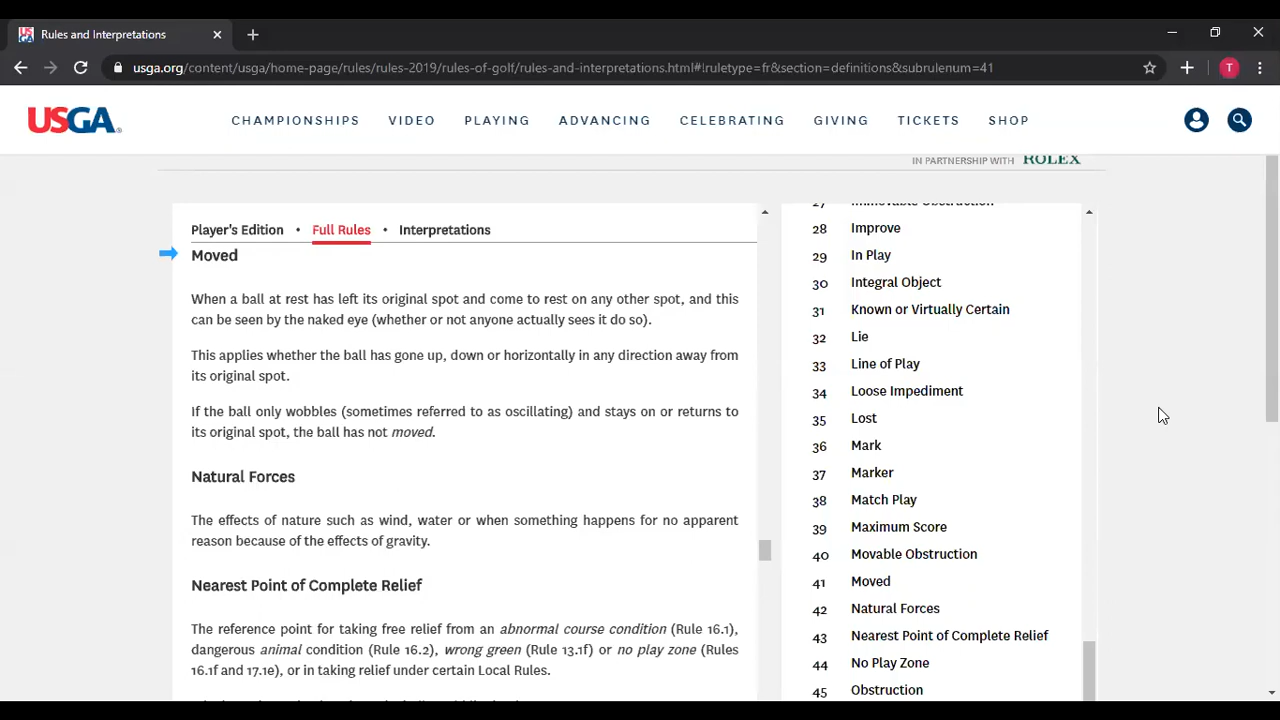 Rules and Interpretations
usga.org/content/usga/home-page/rules/rules-2019/rules-of-golf/rules-and-interpretations.html#!ruletype=fr&section=definitions&subrulenum=41
T
USGA
CHAMPIONSHIPS VIDEO PLAYING ADVANCING CELEBRATING GIVING TICKETS SHOP
IN PARTNERSHIP WITH ROLEX
Player's Edition • Full Rules • Interpretations
Moved
When a ball at rest has left its original spot and come to rest on any other spot, and this
can be seen by the naked eye (whether or not anyone actually sees it do so).
This applies whether the ball has gone up, down or horizontally in any direction away from
its original spot.
If the ball only wobbles (sometimes referred to as oscillating) and stays on or returns to
its original spot, the ball has not moved.
Natural Forces
The effects of nature such as wind, water or when something happens for no apparent
reason because of the effects of gravity.
Nearest Point of Complete Relief
The reference point for taking free relief from an abnormal course condition (Rule 16.1),
dangerous animal condition (Rule 16.2), wrong green (Rule 13.1f) or no play zone (Rules
16.1f and 17.1e), or in taking relief under certain Local Rules.
27 Immovable Obstruction
28 Improve
29 In Play
30 Integral Object
31 Known or Virtually Certain
32 Lie
33 Line of Play
34 Loose Impediment
35 Lost
36 Mark
37 Marker
38 Match Play
39 Maximum Score
40 Movable Obstruction
41 Moved
42 Natural Forces
43 Nearest Point of Complete Relief
44 No Play Zone
45 Obstruction